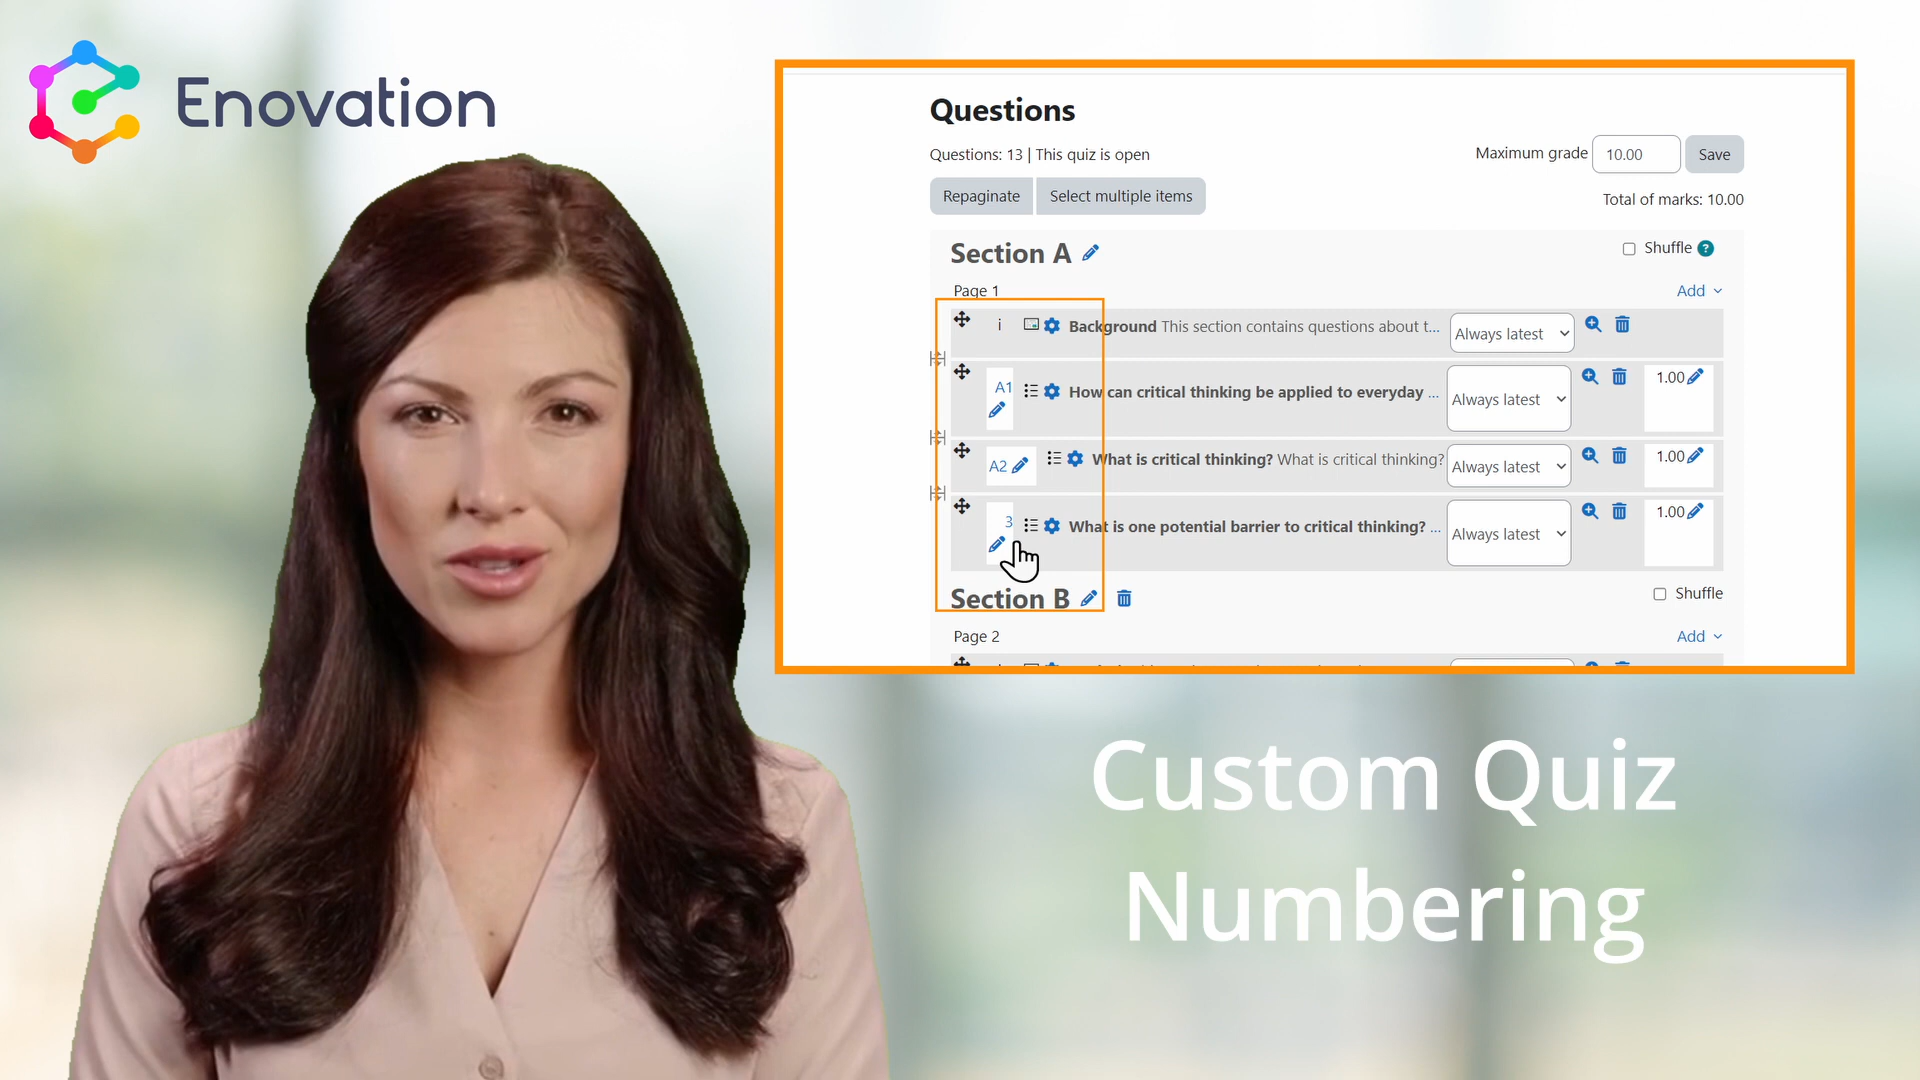 Enovation
Questions
Questions: 13 | This quiz is open
Maximum grade 10.00 Save
Repaginate Select multiple items
Total of marks: 10.00
Section A
Shuffle ?
Page 1
Add
i Background This section contains questions about t... Always latest
A1 How can critical thinking be applied to everyday ... Always latest 1.00
A2 What is critical thinking? What is critical thinking? Always latest 1.00
3 What is one potential barrier to critical thinking? ... Always latest 1.00
Section B
Shuffle
Page 2
Add
Custom Quiz
Numbering